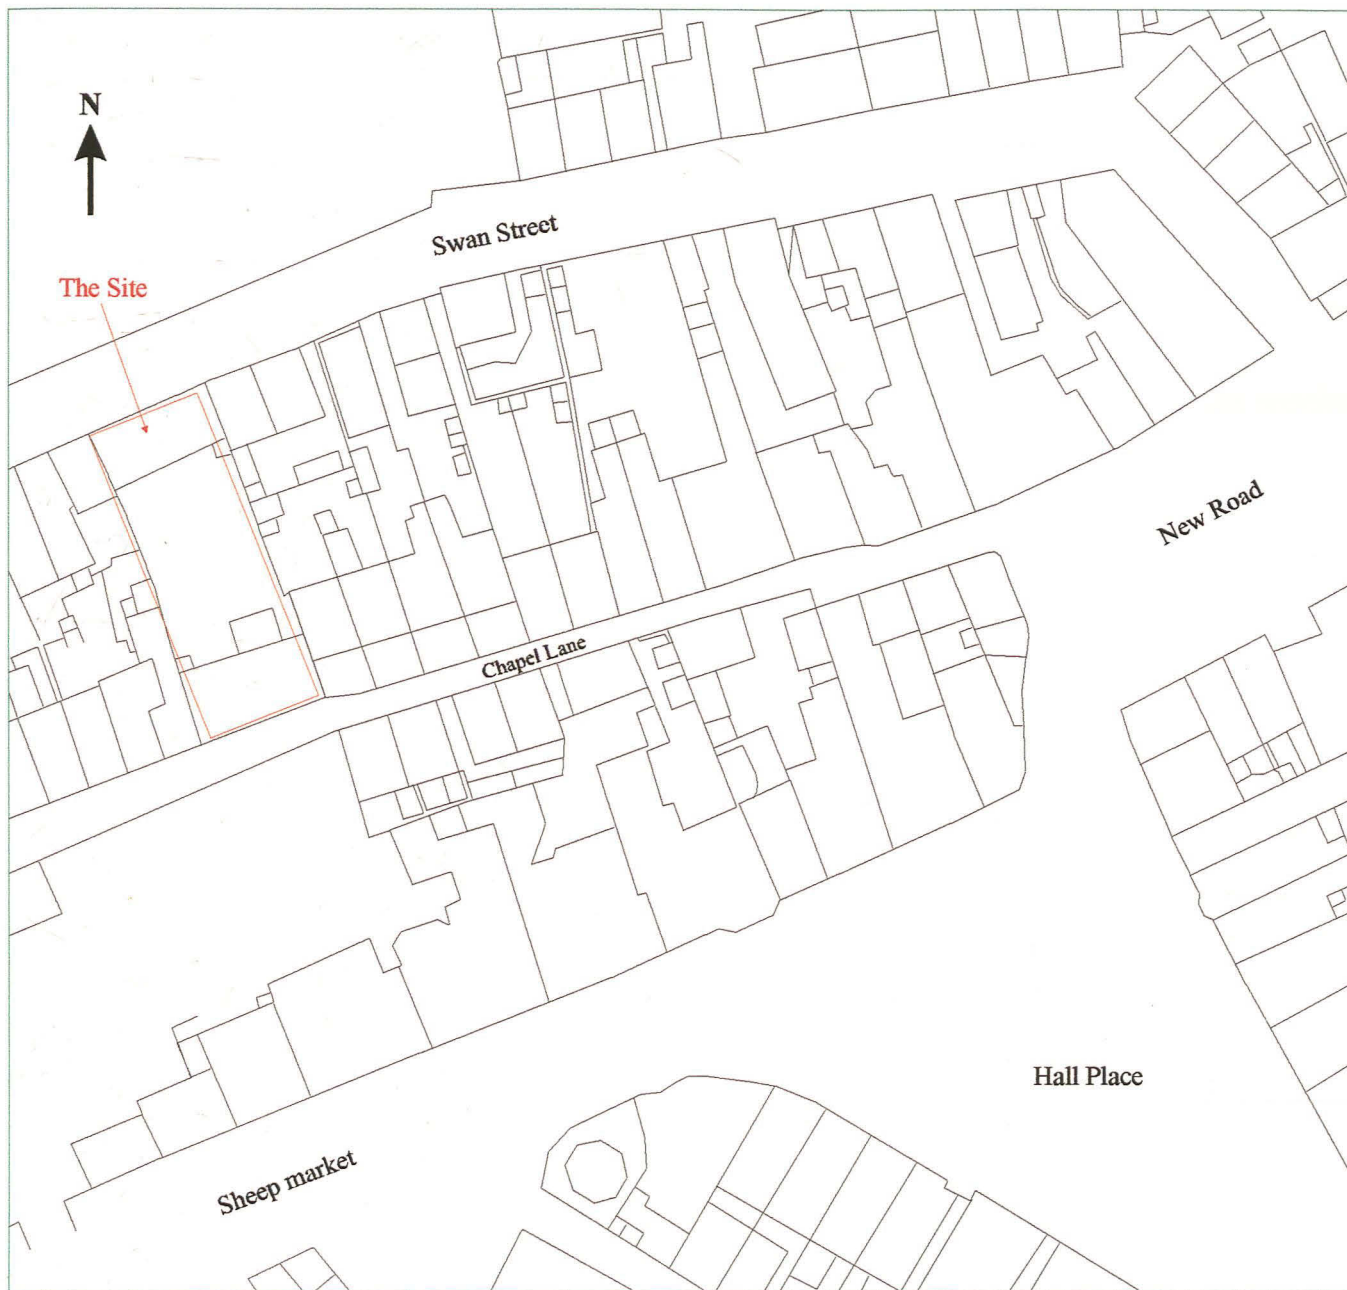 N
Swan Street
The Site
New Road
Chapel Lane
Hall Place
Sheep market